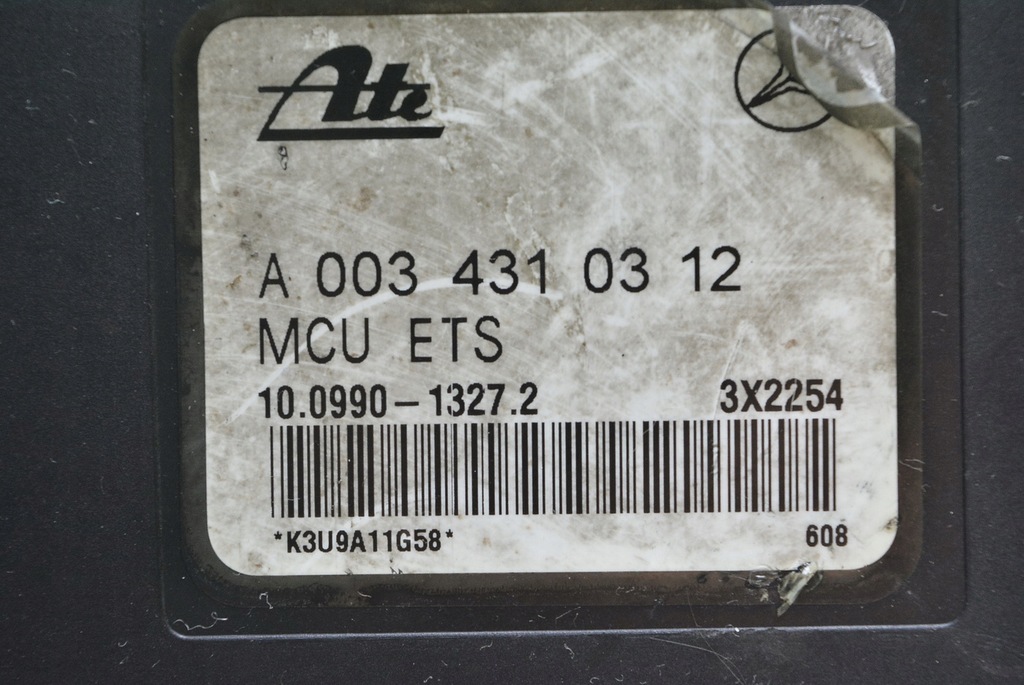 Ate
A 003 431 03 12
MCU ETS
10.0990-1327.2 3X2254
*K3U9A11G58* 608